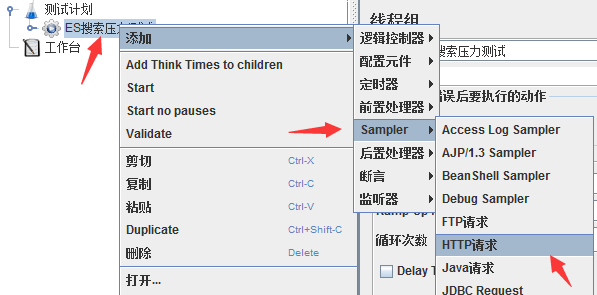 测试计划
ES搜索压力测试
工作台
添加
Add Think Times to children
Start
Start no pauses
Validate
剪切 Ctrl-X
复制 Ctrl-C
粘贴 Ctrl-V
Duplicate Ctrl+Shift-C
删除 Delete
打开...
逻辑控制器
配置元件
定时器
前置处理器
Sampler
后置处理器
断言
监听器
Access Log Sampler
AJP/1.3 Sampler
BeanShell Sampler
Debug Sampler
FTP请求
HTTP请求
Java请求
JDBC Request
线程组
搜索压力测试
错误后要执行的动作
循环次数
Delay T